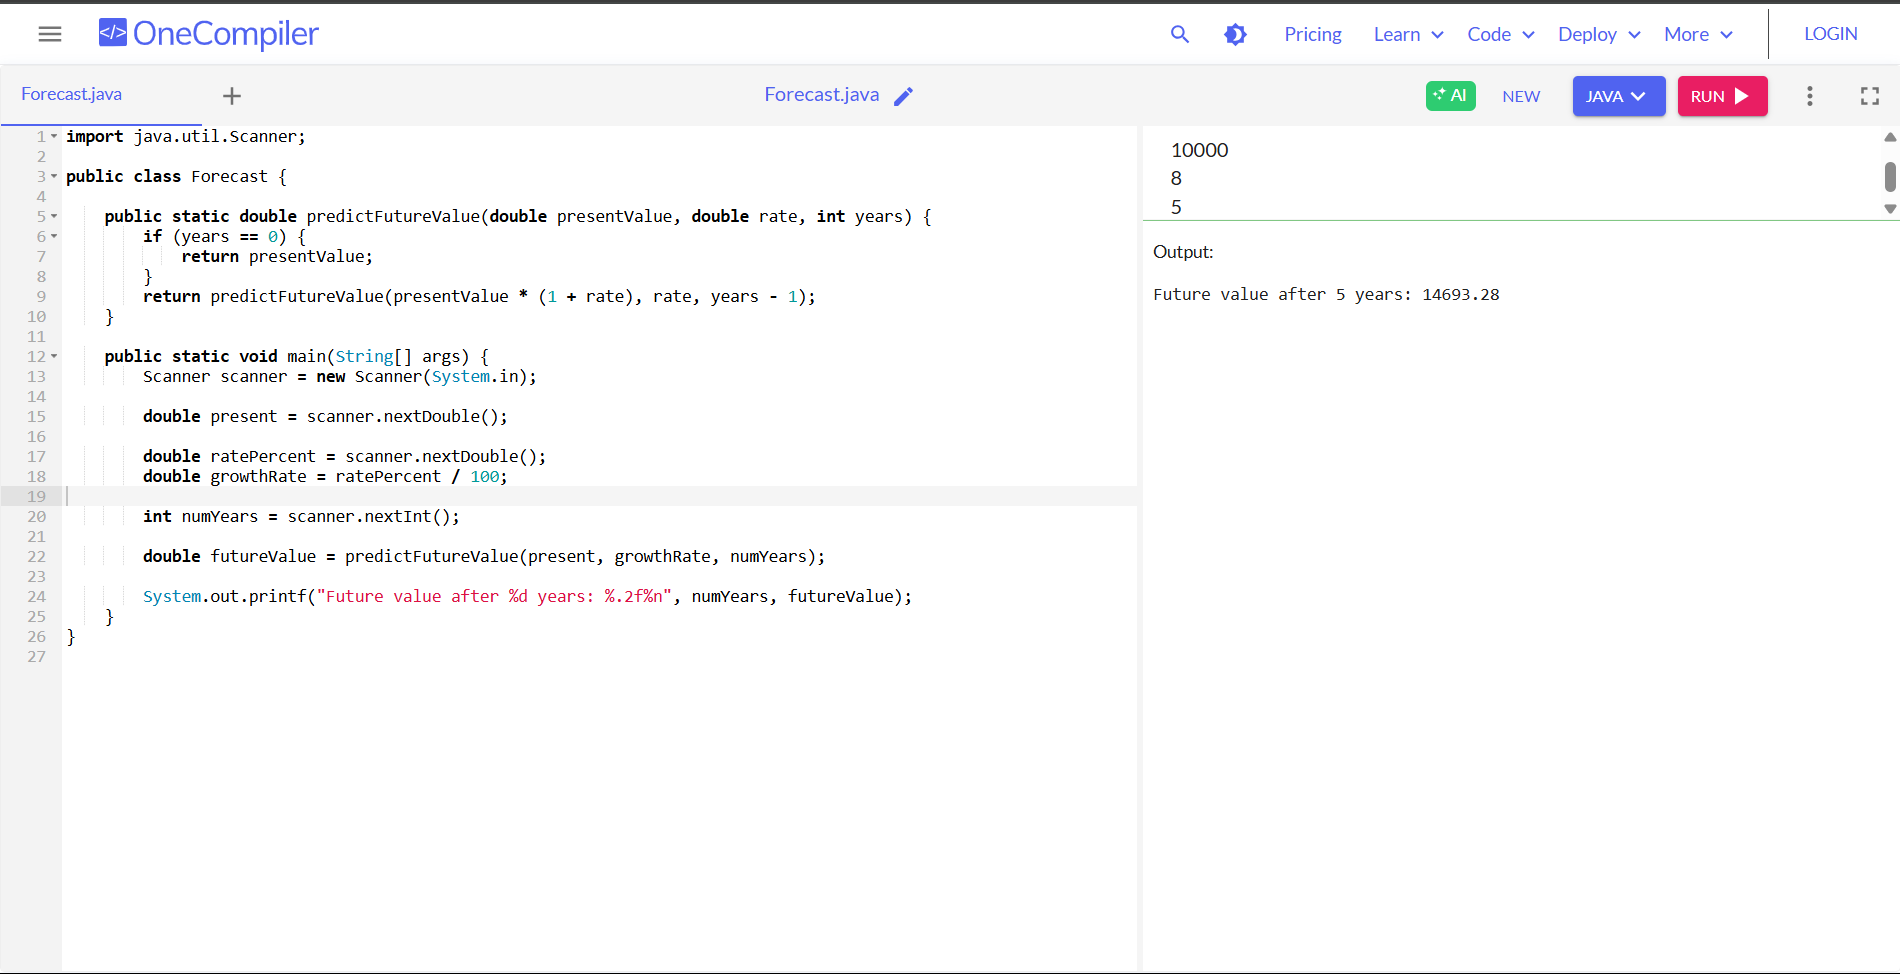 </> OneCompiler
Pricing Learn Code Deploy More LOGIN
Forecast.java + Forecast.java AI NEW JAVA RUN
1 import java.util.Scanner;
2
3 public class Forecast {
4
5     public static double predictFutureValue(double presentValue, double rate, int years) {
6         if (years == 0) {
7             return presentValue;
8         }
9         return predictFutureValue(presentValue * (1 + rate), rate, years - 1);
10     }
11
12     public static void main(String[] args) {
13         Scanner scanner = new Scanner(System.in);
14
15         double present = scanner.nextDouble();
16
17         double ratePercent = scanner.nextDouble();
18         double growthRate = ratePercent / 100;
19
20         int numYears = scanner.nextInt();
21
22         double futureValue = predictFutureValue(present, growthRate, numYears);
23
24         System.out.printf("Future value after %d years: %.2f%n", numYears, futureValue);
25     }
26 }
27
10000
8
5
Output:
Future value after 5 years: 14693.28